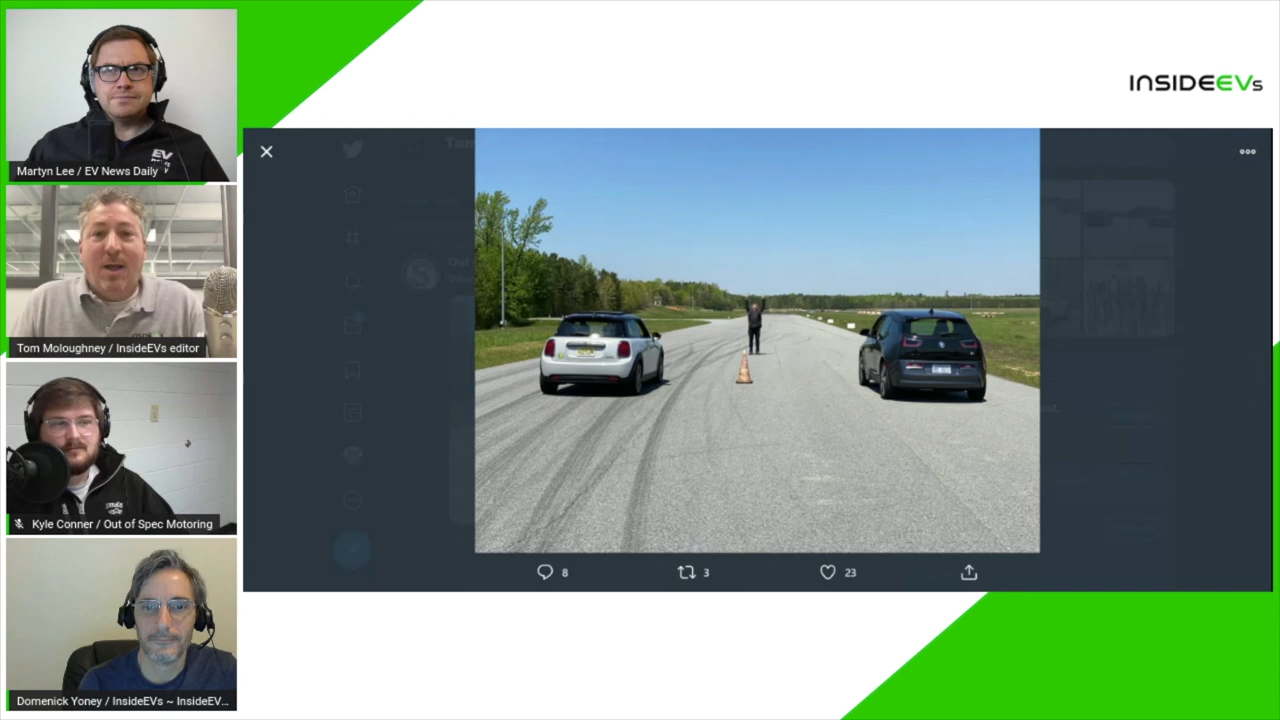 Martyn Lee / EV News Daily
EV
Tom Moloughney / InsideEVs editor
Kyle Conner / Out of Spec Motoring
Domenick Yoney / InsideEVs ~ InsideEV...
INSIDEEVs
8
3
23